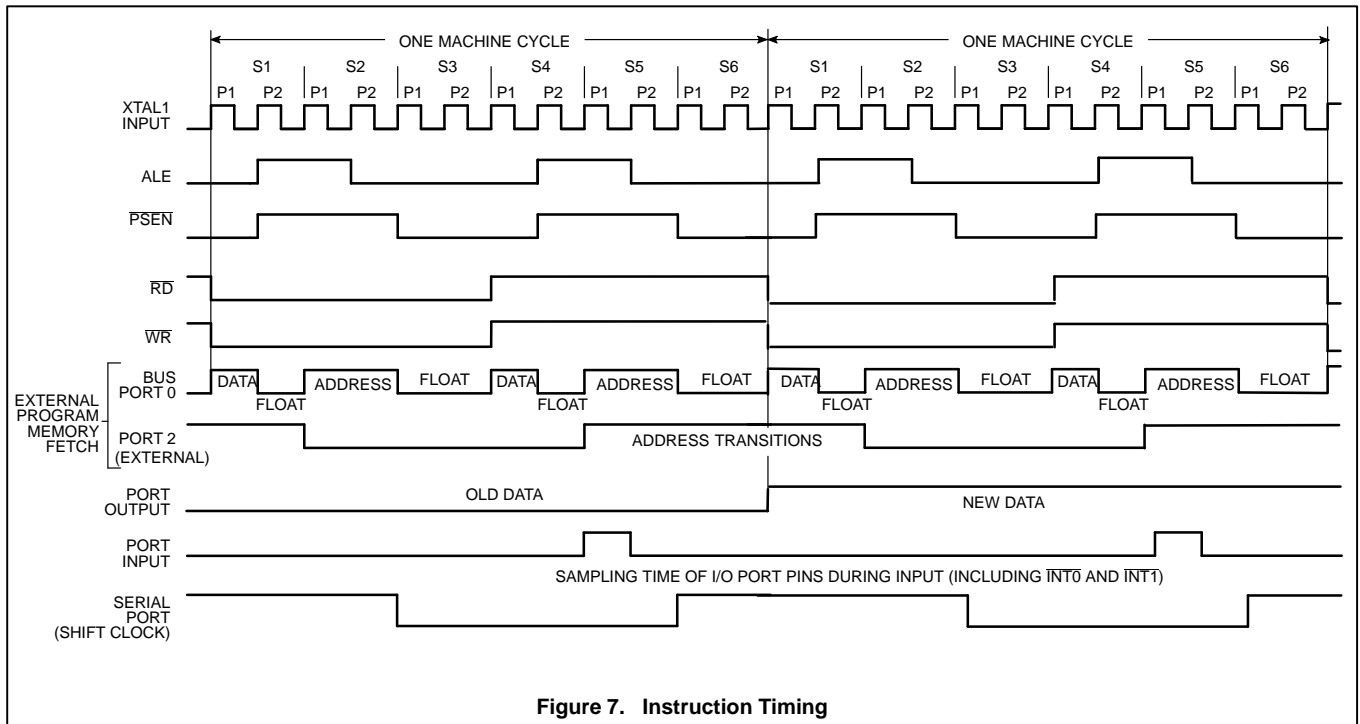 ONE MACHINE CYCLE ONE MACHINE CYCLE
S1 S2 S3 S4 S5 S6 S1 S2 S3 S4 S5 S6
P1 P2 P1 P2 P1 P2 P1 P2 P1 P2 P1 P2 P1 P2 P1 P2 P1 P2 P1 P2 P1 P2 P1 P2
XTAL1
INPUT
ALE
PSEN
RD
WR
EXTERNAL
PROGRAM
MEMORY
FETCH
BUS
PORT 0
DATA ADDRESS FLOAT DATA ADDRESS FLOAT DATA ADDRESS FLOAT DATA ADDRESS FLOAT
FLOAT FLOAT FLOAT FLOAT
PORT 2
(EXTERNAL)
ADDRESS TRANSITIONS
PORT
OUTPUT
OLD DATA
NEW DATA
PORT
INPUT
SAMPLING TIME OF I/O PORT PINS DURING INPUT (INCLUDING INT0 AND INT1)
SERIAL
PORT
(SHIFT CLOCK)
Figure 7. Instruction Timing